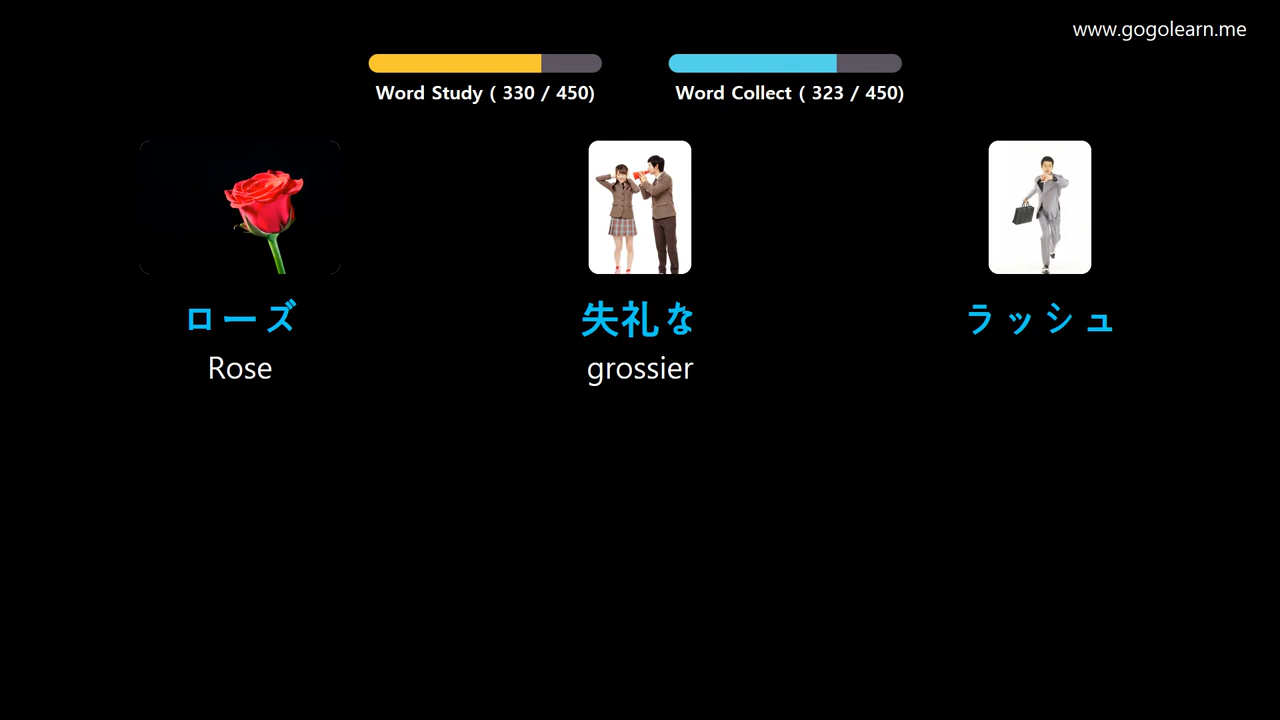 www.gogolearn.me
Word Study ( 330 / 450)
Word Collect ( 323 / 450)
ローズ
Rose
失礼な
grossier
ラッシュ